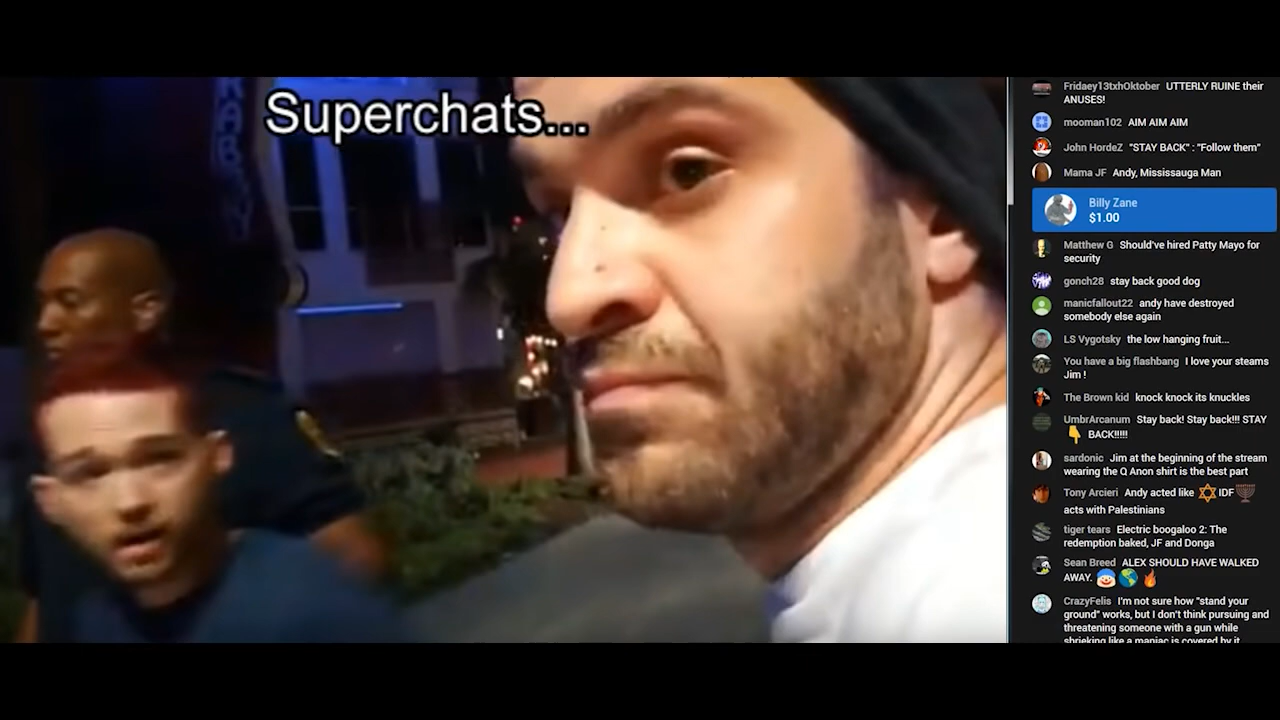 Superchats...
Fridaey13txhOktober UTTERLY RUINE their
ANUSES!
mooman102 AIM AIM AIM
John HordeZ "STAY BACK" : "Follow them"
Mama JF Andy, Mississauga Man
Billy Zane
$1.00
Matthew G Should've hired Patty Mayo for
security
gonch28 stay back good dog
manicfallout22 andy have destroyed
somebody else again
LS Vygotsky the low hanging fruit...
You have a big flashbang I love your steams
Jim !
The Brown kid knock knock its knuckles
UmbrArcanum Stay back! Stay back!!! STAY
👇 BACK!!!!!
sardonic Jim at the beginning of the stream
wearing the Q Anon shirt is the best part
Tony Arcieri Andy acted like 🔯 IDF 🕎
acts with Palestinians
tiger tears Electric boogaloo 2: The
redemption baked, JF and Donga
Sean Breed ALEX SHOULD HAVE WALKED
AWAY. 🤡 🌎 🔥
CrazyFelis I'm not sure how "stand your
ground" works, but I don't think pursuing and
threatening someone with a gun while
shrieking like a maniac is covered by it